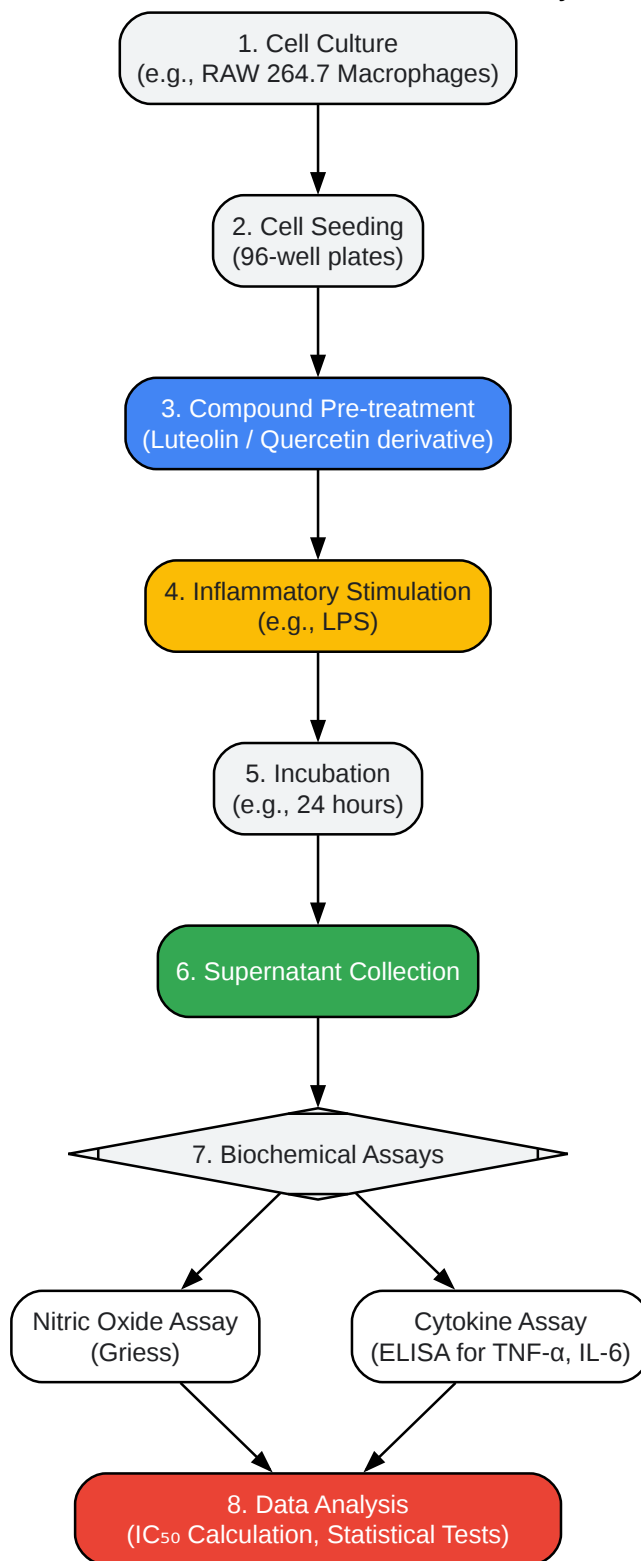 1. Cell Culture
(e.g., RAW 264.7 Macrophages)
2. Cell Seeding
(96-well plates)
3. Compound Pre-treatment
(Luteolin / Quercetin derivative)
4. Inflammatory Stimulation
(e.g., LPS)
5. Incubation
(e.g., 24 hours)
6. Supernatant Collection
7. Biochemical Assays
Nitric Oxide Assay
(Griess)
Cytokine Assay
(ELISA for TNF-α, IL-6)
8. Data Analysis
(IC₅₀ Calculation, Statistical Tests)